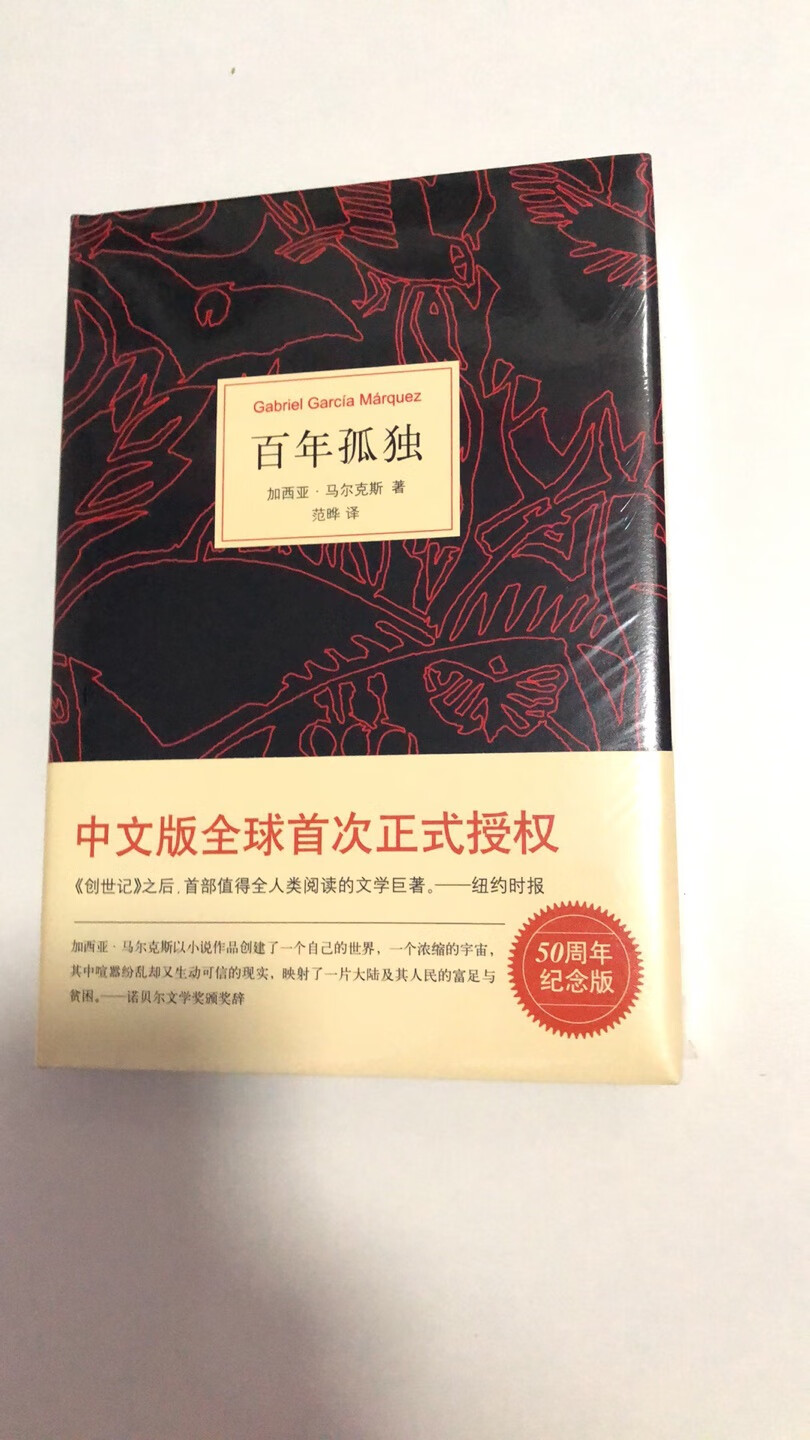 Gabriel García Márquez
百年孤独
加西亚·马尔克斯 著
范晔 译
中文版全球首次正式授权
《创世记》之后,首部值得全人类阅读的文学巨著。——纽约时报
加西亚·马尔克斯以小说作品创建了一个自己的世界，一个浓缩的宇宙，
其中喧嚣纷乱却又生动可信的现实，映射了一片大陆及其人民的富足与
贫困。——诺贝尔文学奖颁奖辞
50周年
纪念版